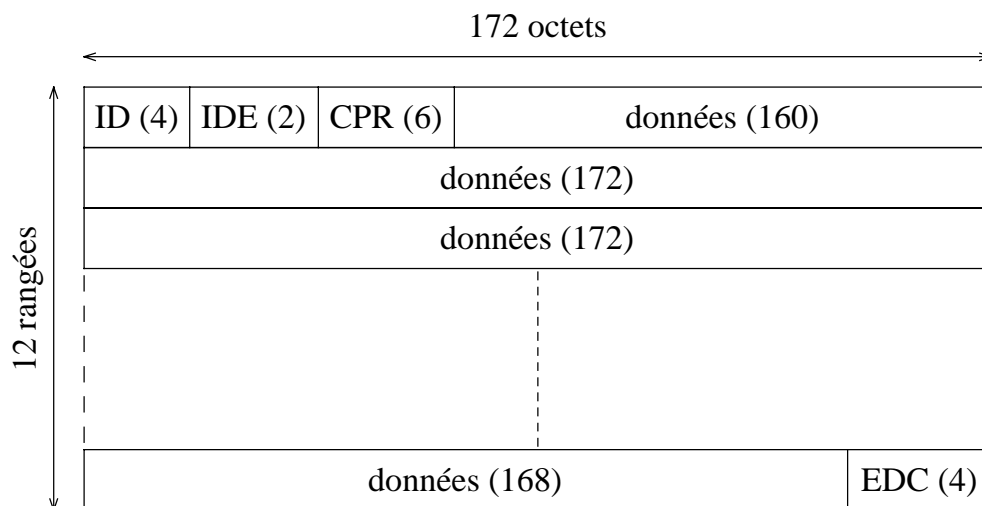 172 octets
ID (4) IDE (2) CPR (6) données (160)
données (172)
données (172)
12 rangées
données (168) EDC (4)